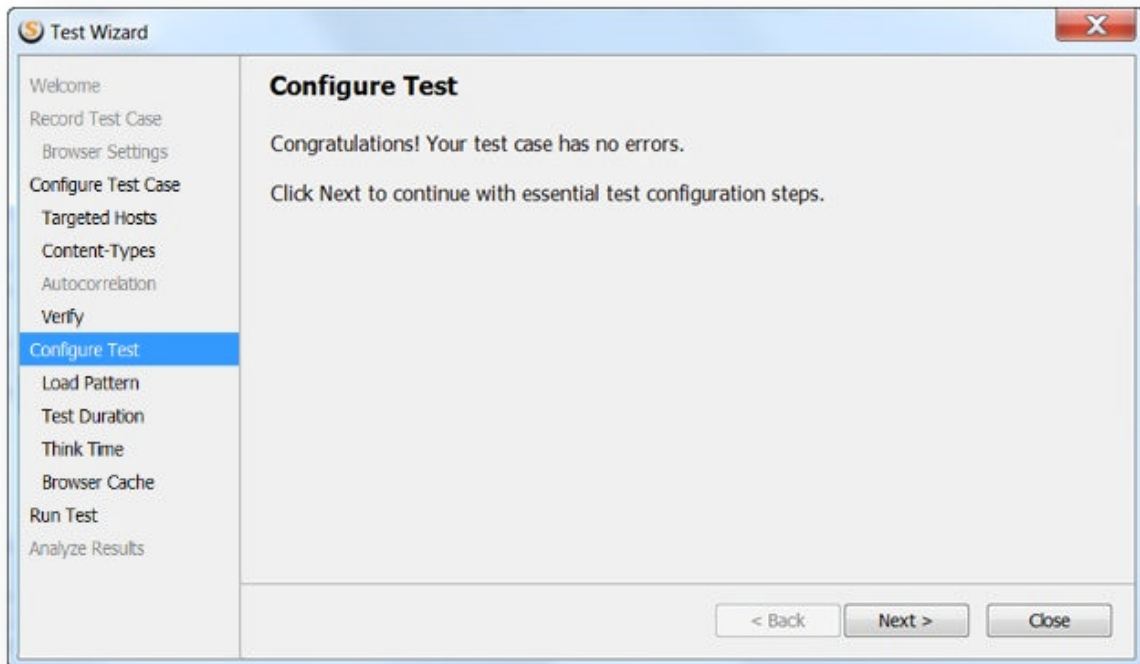 Test Wizard
Welcome
Record Test Case
Browser Settings
Configure Test Case
Targeted Hosts
Content-Types
Autocorrelation
Verify
Configure Test
Load Pattern
Test Duration
Think Time
Browser Cache
Run Test
Analyze Results
Configure Test
Congratulations! Your test case has no errors.
Click Next to continue with essential test configuration steps.
< Back Next > Close